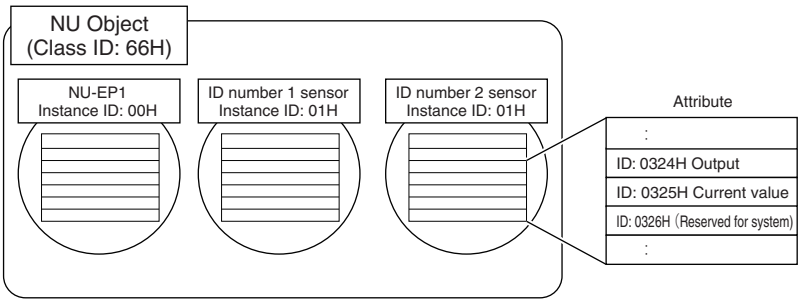 NU Object
(Class ID: 66H)
NU-EP1
Instance ID: 00H
ID number 1 sensor
Instance ID: 01H
ID number 2 sensor
Instance ID: 01H
Attribute
:
ID: 0324H Output
ID: 0325H Current value
ID: 0326H (Reserved for system)
: